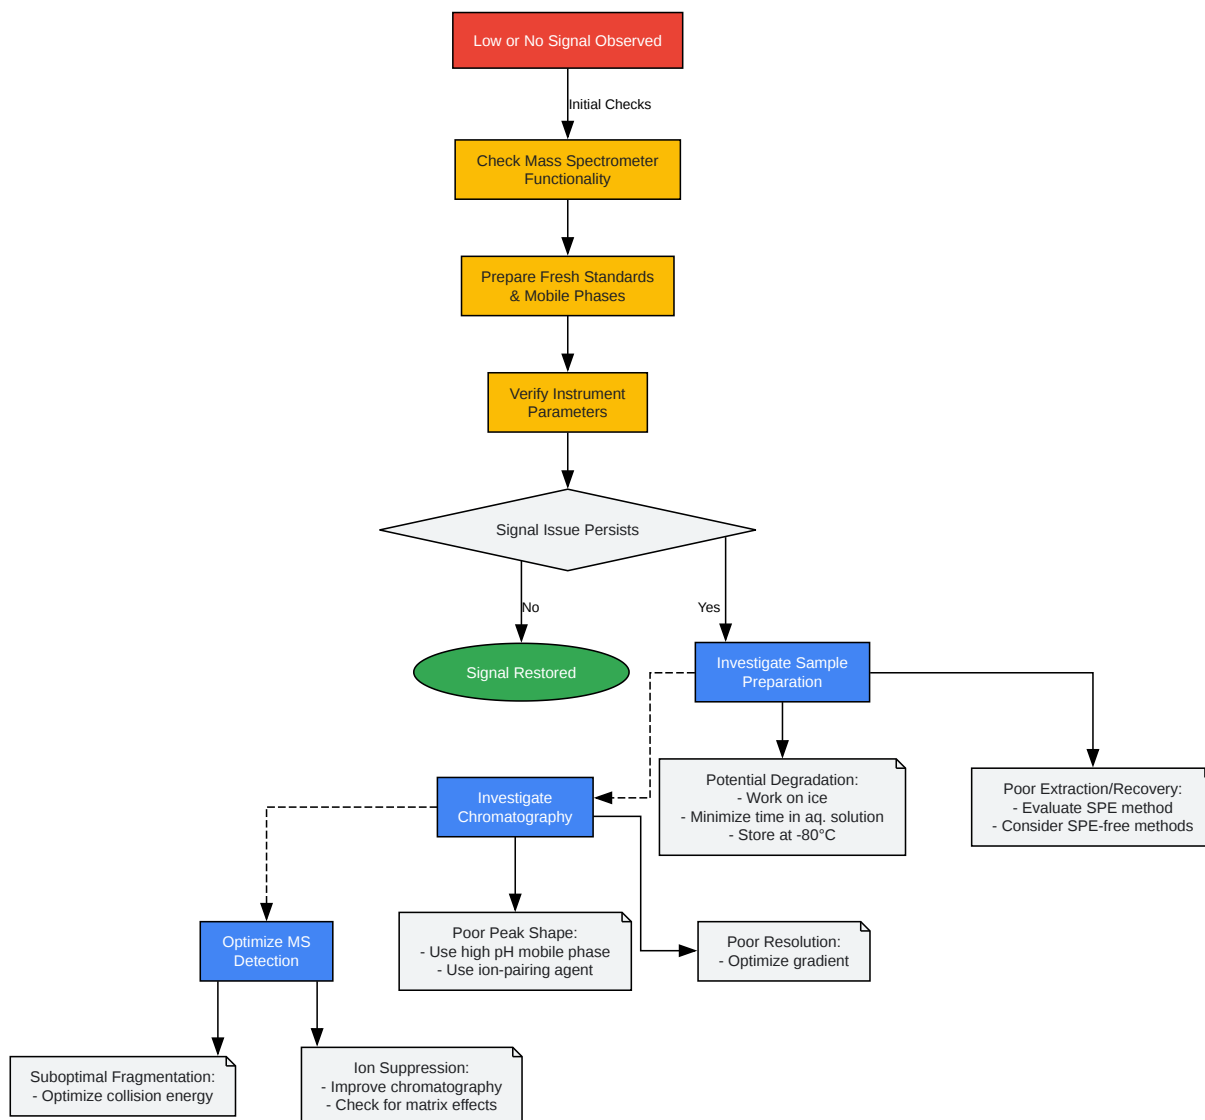 Low or No Signal Observed
Initial Checks
Check Mass Spectrometer
Functionality
Prepare Fresh Standards
& Mobile Phases
Verify Instrument
Parameters
Signal Issue Persists
No
Yes
Signal Restored
Investigate Sample
Preparation
Potential Degradation:
- Work on ice
- Minimize time in aq. solution
- Store at -80°C
Poor Extraction/Recovery:
- Evaluate SPE method
- Consider SPE-free methods
Investigate
Chromatography
Poor Peak Shape:
- Use high pH mobile phase
- Use ion-pairing agent
Poor Resolution:
- Optimize gradient
Optimize MS
Detection
Suboptimal Fragmentation:
- Optimize collision energy
Ion Suppression:
- Improve chromatography
- Check for matrix effects